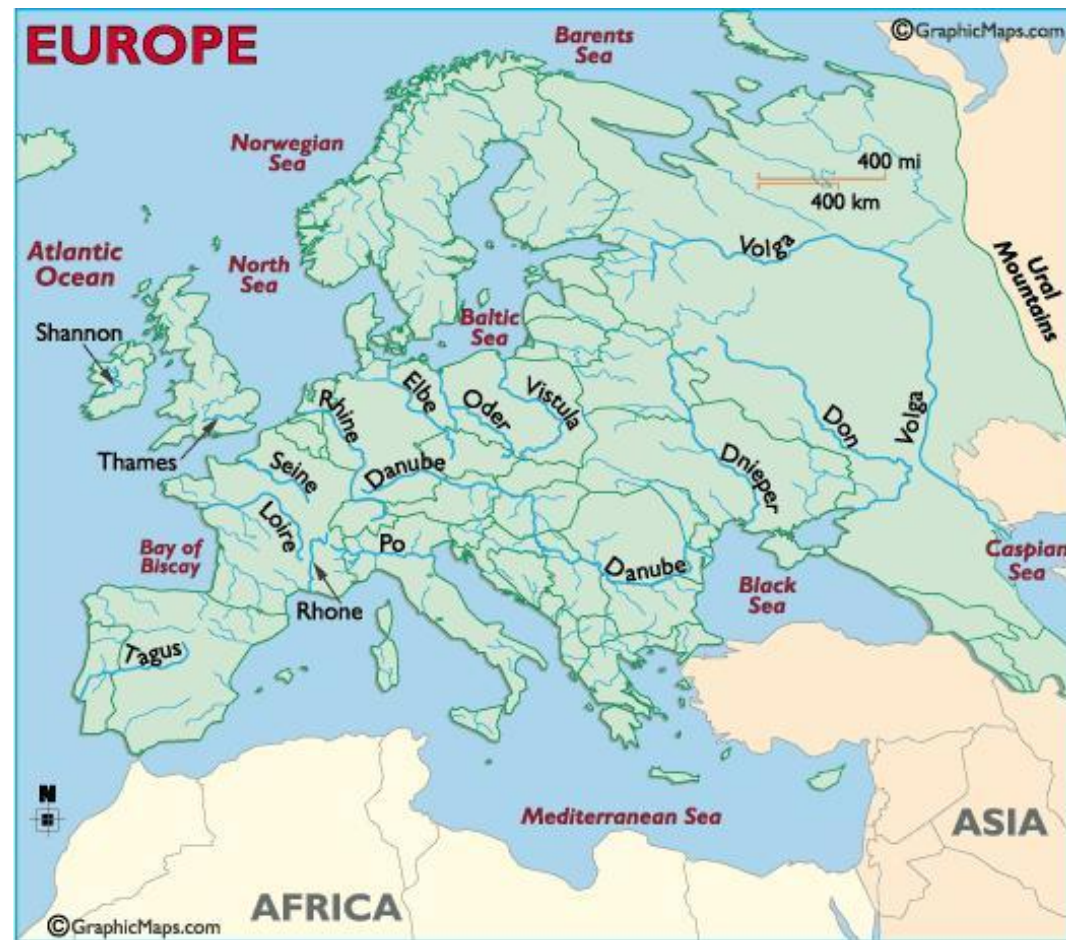 EUROPE
Barents
Sea
©GraphicMaps.com
Norwegian
Sea
400 mi
400 km
Atlantic
Ocean
North
Sea
Volga
Ural
Mountains
Shannon
Baltic
Sea
Thames
Rhine
Elbe
Oder
Vistula
Don
Volga
Seine
Danube
Dnieper
Loire
Bay of
Biscay
Po
Danube
Black
Sea
Caspian
Sea
Rhone
Tagus
N
Mediterranean Sea
ASIA
AFRICA
©GraphicMaps.com